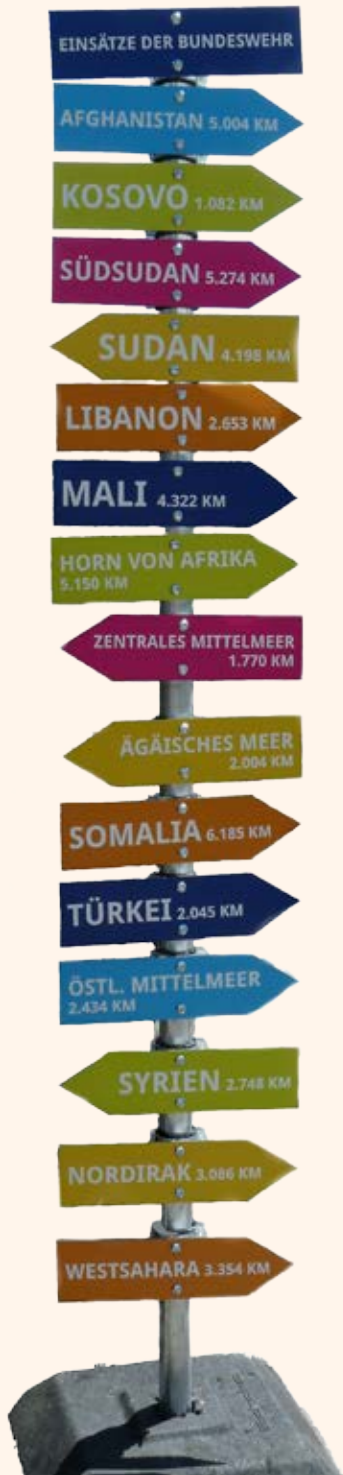 EINSÄTZE DER BUNDESWEHR
AFGHANISTAN 5.004 KM
KOSOVO 1.082 KM
SÜDSUDAN 5.274 KM
SUDAN 4.198 KM
LIBANON 2.653 KM
MALI 4.322 KM
HORN VON AFRIKA
5.150 KM
ZENTRALES MITTELMEER
1.770 KM
ÄGÄISCHES MEER
2.004 KM
SOMALIA 6.185 KM
TÜRKEI 2.045 KM
ÖSTL. MITTELMEER
2.434 KM
SYRIEN 2.748 KM
NORDIRAK 3.086 KM
WESTSAHARA 3.354 KM